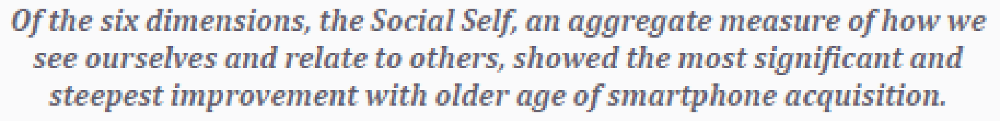 Of the six dimensions, the Social Self, an aggregate measure of how we
see ourselves and relate to others, showed the most significant and
steepest improvement with older age of smartphone acquisition.